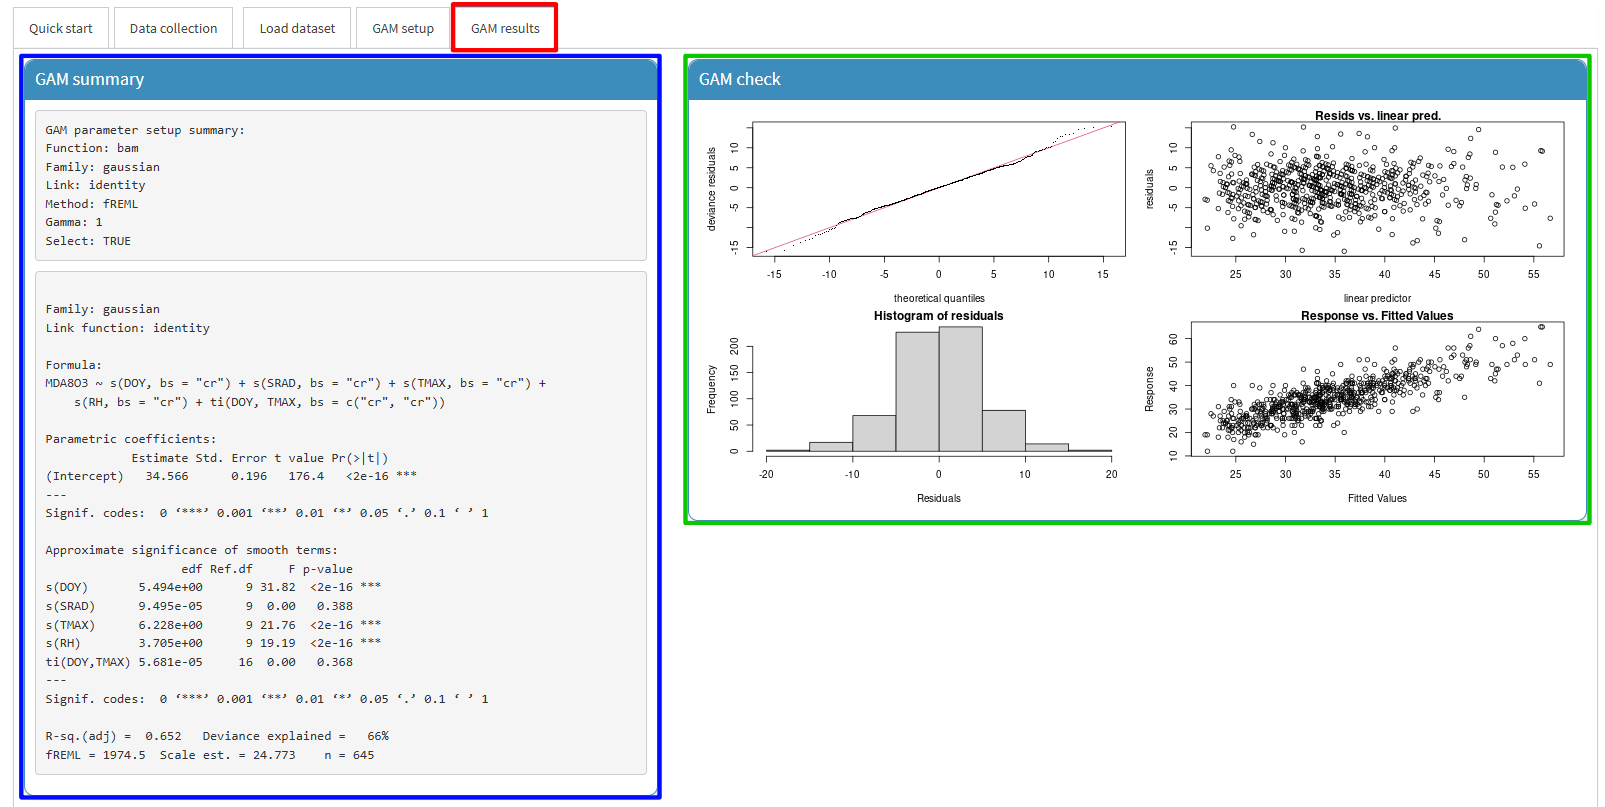 Quick start
Data collection
Load dataset
GAM setup
GAM results
GAM summary
GAM parameter setup summary:
Function: bam
Family: gaussian
Link: identity
Method: fREML
Gamma: 1
Select: TRUE
Family: gaussian
Link function: identity
Formula:
MDA8O3 ~ s(DOY, bs = "cr") + s(SRAD, bs = "cr") + s(TMAX, bs = "cr") +
s(RH, bs = "cr") + ti(DOY, TMAX, bs = c("cr", "cr"))
Parametric coefficients:
Estimate Std. Error t value Pr(>|t|)
(Intercept) 34.566 0.196 176.4 <2e-16 ***
---
Signif. codes: 0 ‘***’ 0.001 ‘**’ 0.01 ‘*’ 0.05 ‘.’ 0.1 ‘ ’ 1
Approximate significance of smooth terms:
edf Ref.df F p-value
s(DOY) 5.494e+00 9 31.82 <2e-16 ***
s(SRAD) 9.495e-05 9 0.00 0.388
s(TMAX) 6.228e+00 9 21.76 <2e-16 ***
s(RH) 3.705e+00 9 19.19 <2e-16 ***
ti(DOY,TMAX) 5.681e-05 16 0.00 0.368
---
Signif. codes: 0 ‘***’ 0.001 ‘**’ 0.01 ‘*’ 0.05 ‘.’ 0.1 ‘ ’ 1
R-sq.(adj) = 0.652 Deviance explained = 66%
fREML = 1974.5 Scale est. = 24.773 n = 645
GAM check
deviance residuals
10
5
0
-5
-15
-15 -10 -5 0 5 10 15
theoretical quantiles
Resids vs. linear pred.
residuals
10
5
0
-5
-15
25 30 35 40 45 50 55
linear predictor
Histogram of residuals
Frequency
200
150
100
50
0
-20 -10 0 10 20
Residuals
Response vs. Fitted Values
Response
60
50
40
30
20
10
25 30 35 40 45 50 55
Fitted Values